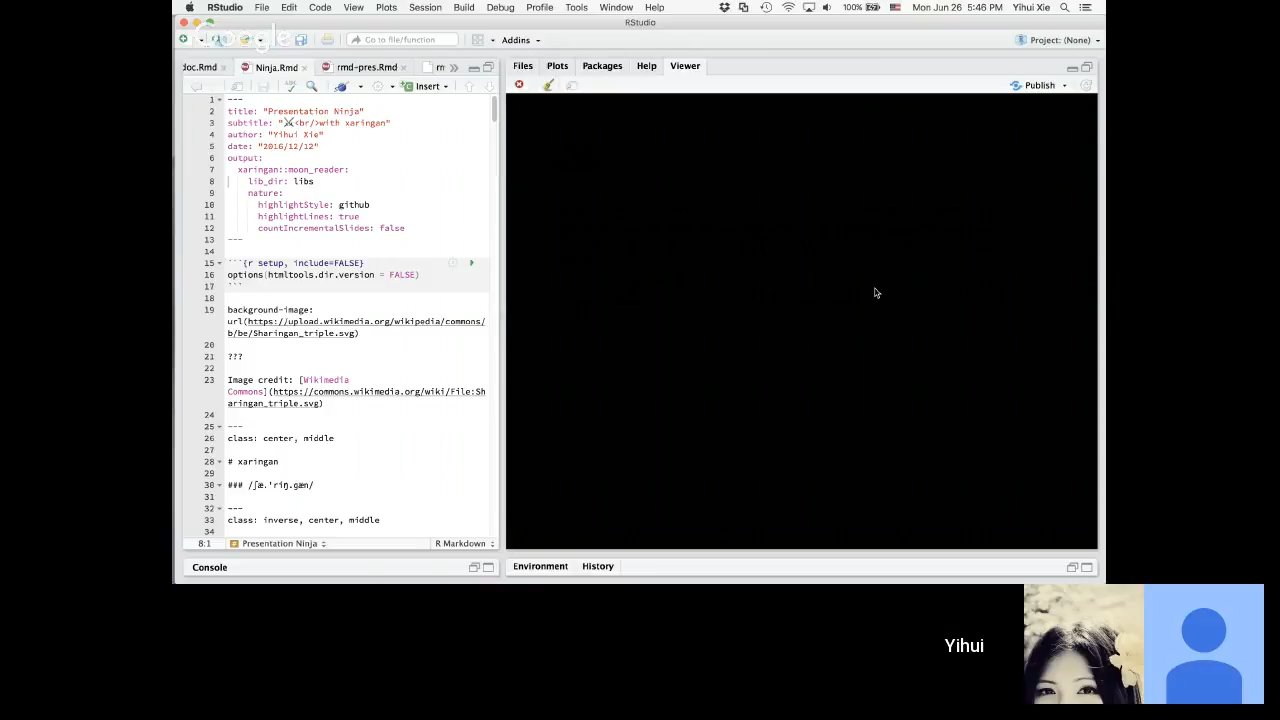 RStudio File Edit Code View Plots Session Build Debug Profile Tools Window Help 100% Mon Jun 26 5:46 PM Yihui Xie
RStudio
Go to file/function Addins Project: (None)
doc.Rmd Ninja.Rmd rmd-pres.Rmd
Insert
1 ---
2 title: "Presentation Ninja"
3 subtitle: "⚔<br/>with xaringan"
4 author: "Yihui Xie"
5 date: "2016/12/12"
6 output:
7 xaringan::moon_reader:
8 lib_dir: libs
9 nature:
10 highlightStyle: github
11 highlightLines: true
12 countIncrementalSlides: false
13 ---
14
15 ```{r setup, include=FALSE}
16 options(htmltools.dir.version = FALSE)
17 ```
18
19 background-image:
url(https://upload.wikimedia.org/wikipedia/commons/
b/be/Sharingan_triple.svg)
20
21 ???
22
23 Image credit: [Wikimedia
Commons](https://commons.wikimedia.org/wiki/File:Sh
aringan_triple.svg)
24
25 ---
26 class: center, middle
27
28 # xaringan
29
30 ### /ʃæ.'riŋ.gæn/
31
32 ---
33 class: inverse, center, middle
34
8:1 Presentation Ninja R Markdown
Console
Files Plots Packages Help Viewer
Publish
Environment History
Yihui